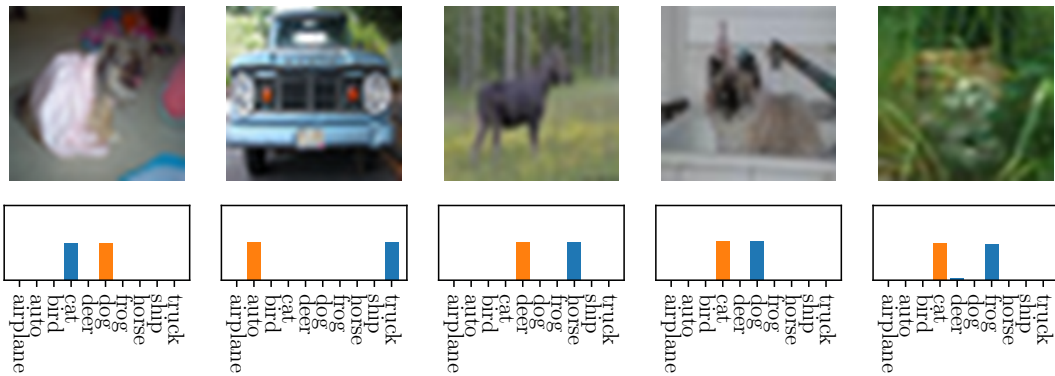 airplane
auto
bird
cat
deer
dog
frog
horse
ship
truck
airplane
auto
bird
cat
deer
dog
frog
horse
ship
truck
airplane
auto
bird
cat
deer
dog
frog
horse
ship
truck
airplane
auto
bird
cat
deer
dog
frog
horse
ship
truck
airplane
auto
bird
cat
deer
dog
frog
horse
ship
truck